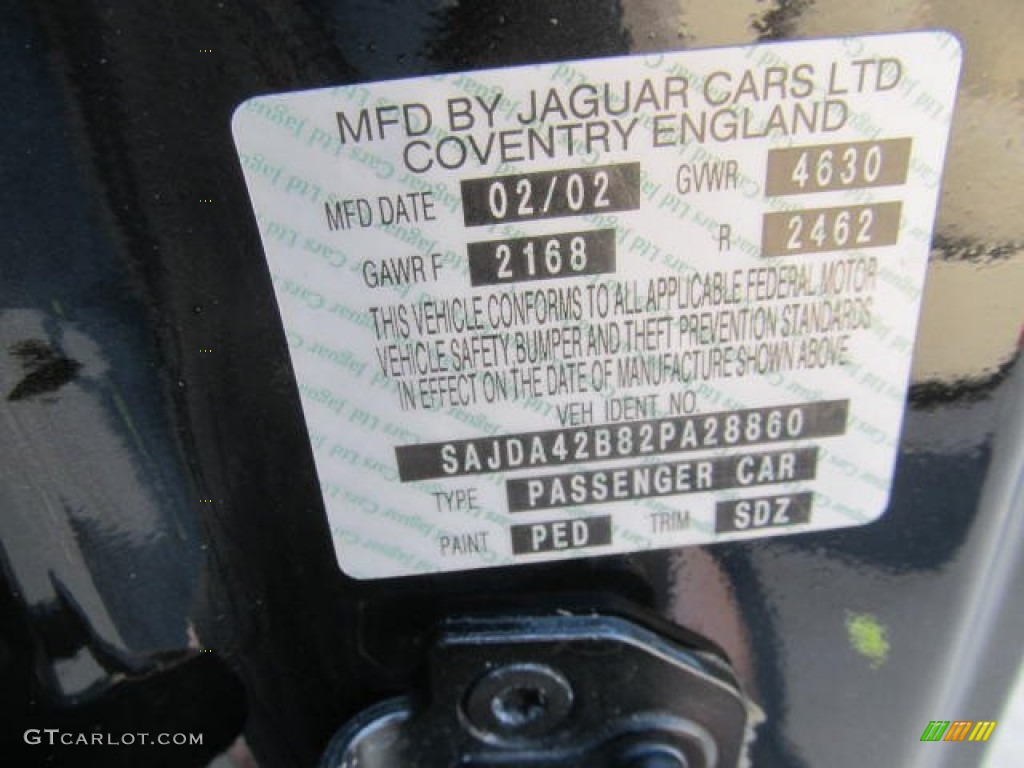 MFD BY JAGUAR CARS LTD
COVENTRY ENGLAND
MFD DATE 02/02 GVWR 4630
GAWR F 2168 R 2462
THIS VEHICLE CONFORMS TO ALL APPLICABLE FEDERAL MOTOR
VEHICLE SAFETY BUMPER AND THEFT PREVENTION STANDARDS
IN EFFECT ON THE DATE OF MANUFACTURE SHOWN ABOVE
VEH IDENT NO.
SAJDA42B82PA28860
TYPE PASSENGER CAR
PAINT PED TRIM SDZ
GTCARLOT.COM